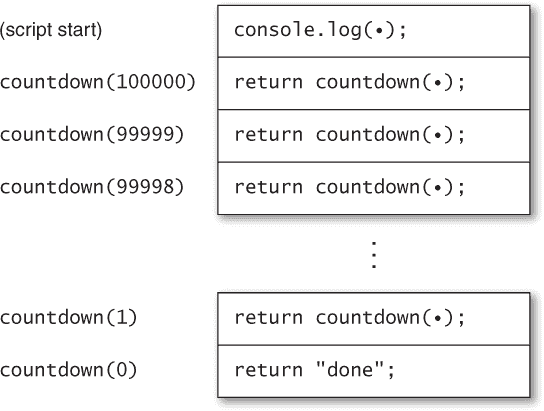 (script start) console.log(•);
countdown(100000) return countdown(•);
countdown(99999) return countdown(•);
countdown(99998) return countdown(•);
⋮
countdown(1) return countdown(•);
countdown(0) return "done";